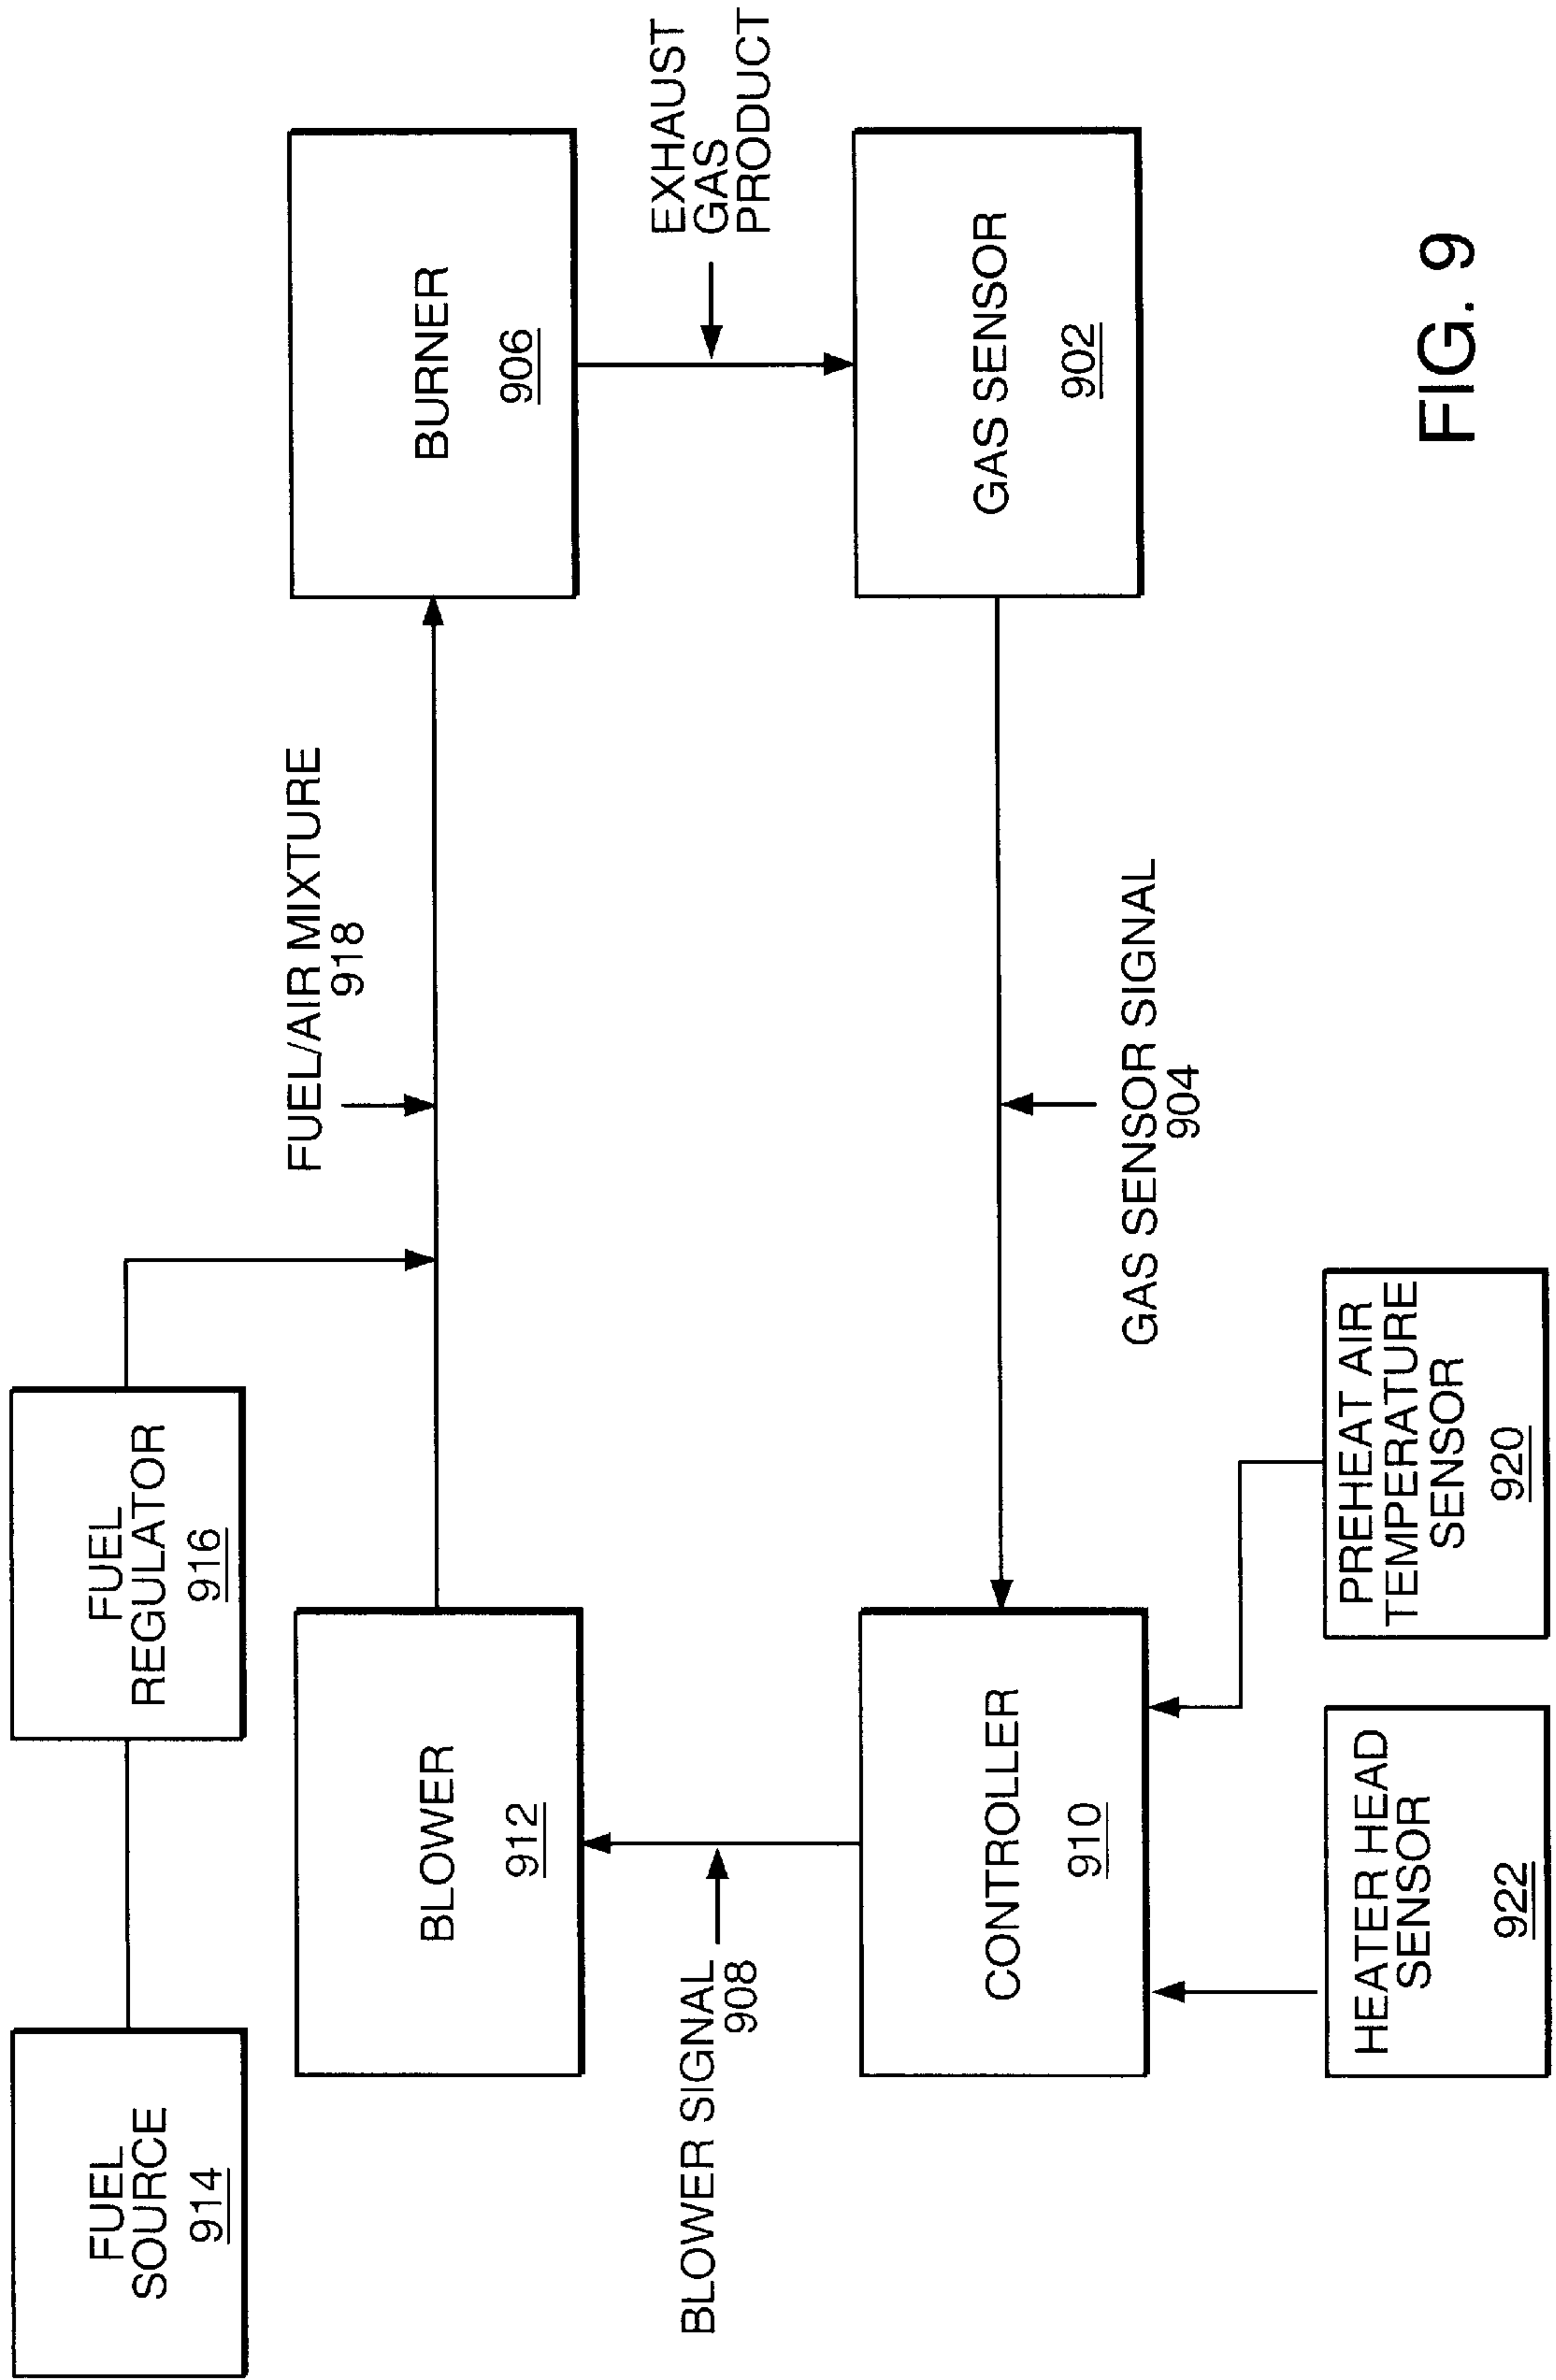 FUEL
SOURCE
914
FUEL
REGULATOR
916
FUEL/AIR MIXTURE
918
BLOWER
912
BURNER
906
BLOWER SIGNAL
908
EXHAUST
GAS
PRODUCT
CONTROLLER
910
GAS SENSOR
902
GAS SENSOR SIGNAL
904
HEATER HEAD
SENSOR
922
PREHEAT AIR
TEMPERATURE
SENSOR
920
FIG. 9